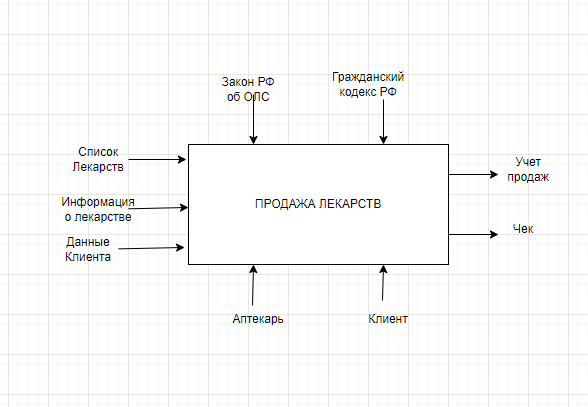 Закон РФ
об ОЛС
Гражданский
кодекс РФ
Список
Лекарств
Информация
о лекарстве
Данные
Клиента
ПРОДАЖА ЛЕКАРСТВ
Учет
продаж
Чек
Аптекарь
Клиент